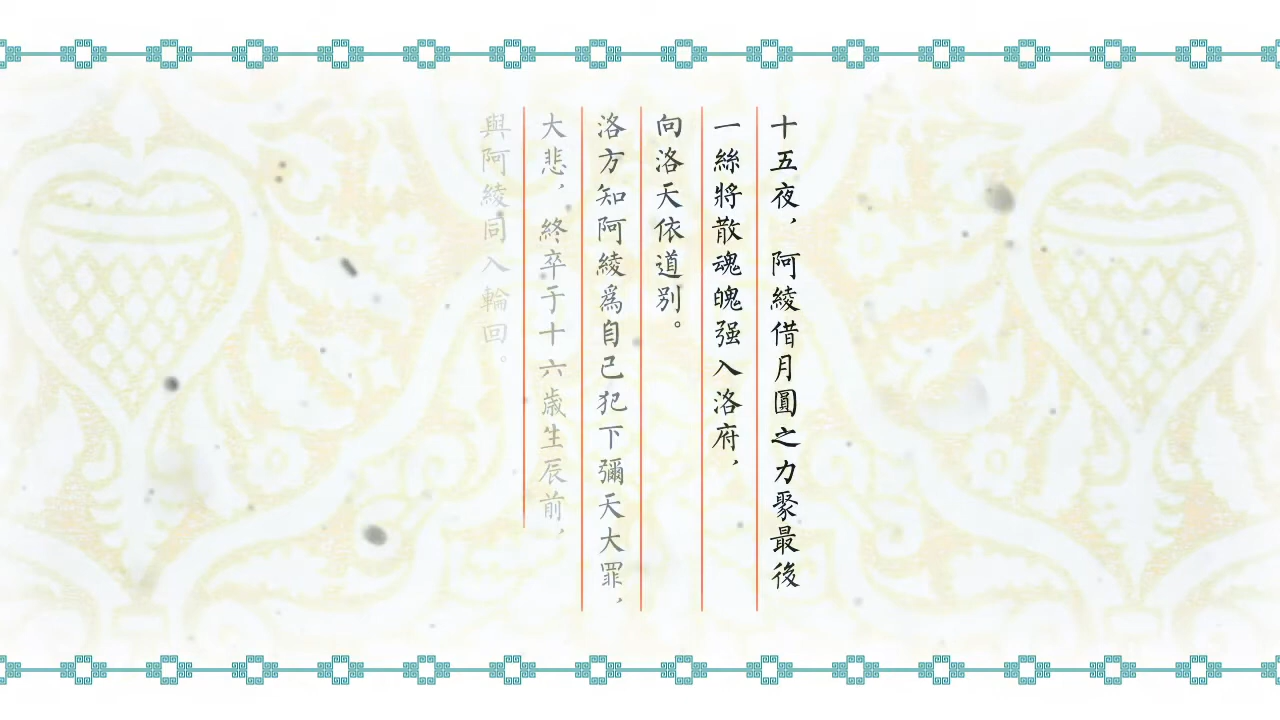 十五夜，阿綾借月圓之力聚最後
一絲將散魂魄强入洛府，
向洛天依道别。
洛方知阿綾爲自己犯下彌天大罪，
大悲，終卒于十六歳生辰前，
與阿綾同入輪回。